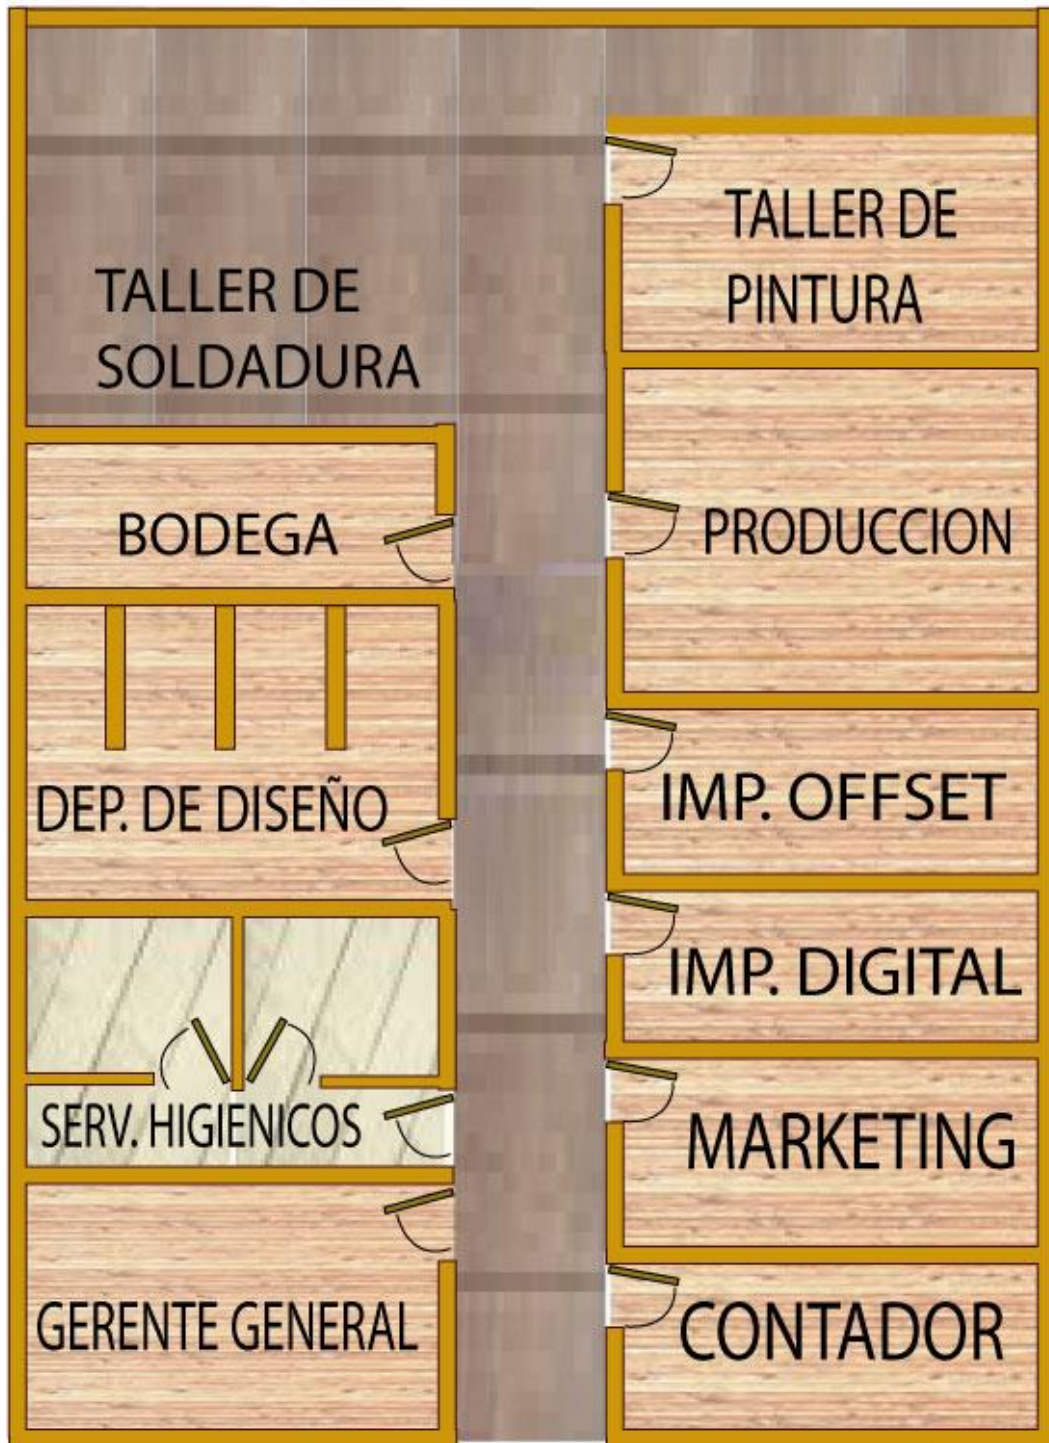 TALLER DE
SOLDADURA
BODEGA
DEP. DE DISEÑO
SERV. HIGIENICOS
GERENTE GENERAL
TALLER DE
PINTURA
PRODUCCION
IMP. OFFSET
IMP. DIGITAL
MARKETING
CONTADOR